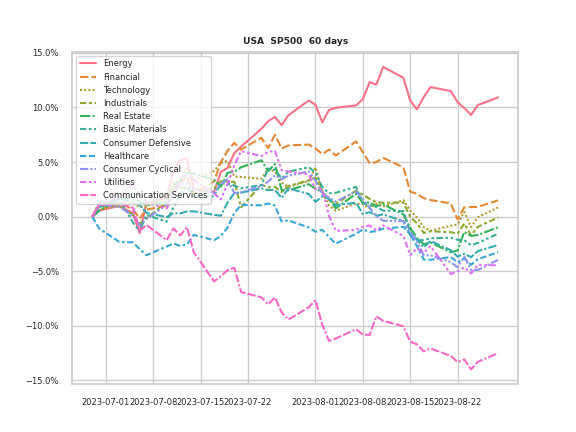 USA SP500 60 days
15.0%
10.0%
5.0%
0.0%
−5.0%
−10.0%
−15.0%
Energy
Financial
Technology
Industrials
Real Estate
Basic Materials
Consumer Defensive
Healthcare
Consumer Cyclical
Utilities
Communication Services
2023-07-01 2023-07-08 2023-07-15 2023-07-22 2023-08-01 2023-08-08 2023-08-15 2023-08-22